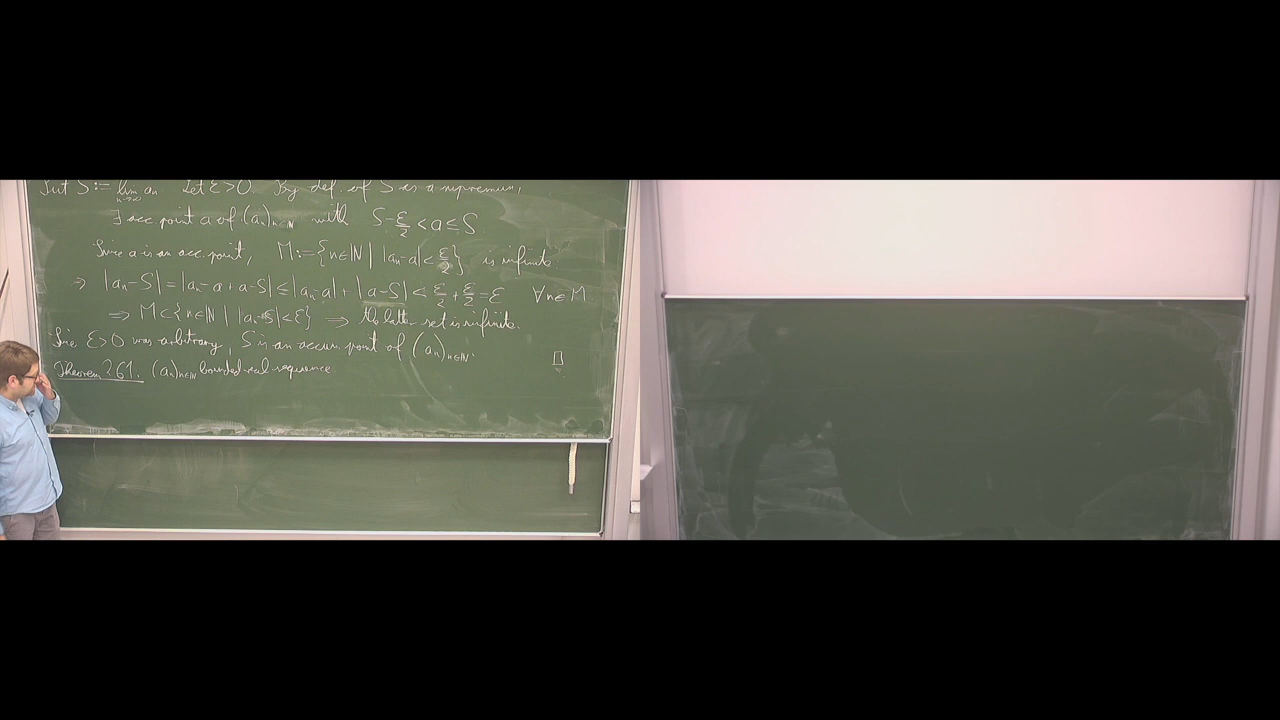 Put S := lim aₙ Let ε>0. By def. of S as a supremum,
n→∞
∃ acc. point a of (aₙ)ₙ∈ℕ with S-ε/2 < a ≤ S
Since a is an acc. point, M := {n∈ℕ | |aₙ-a| < ε/2} is infinite.
⇒ |aₙ-S| = |aₙ-a+a-S| ≤ |aₙ-a| + |a-S| < ε/2 + ε/2 = ε ∀n∈M
⇒ M ⊂ {n∈ℕ | |aₙ-S|<ε} ⇒ the latter set is infinite.
Since ε>0 was arbitrary, S is an accum. point of (aₙ)ₙ∈ℕ. □
Theorem 2.61. (aₙ)ₙ∈ℕ bounded real sequence